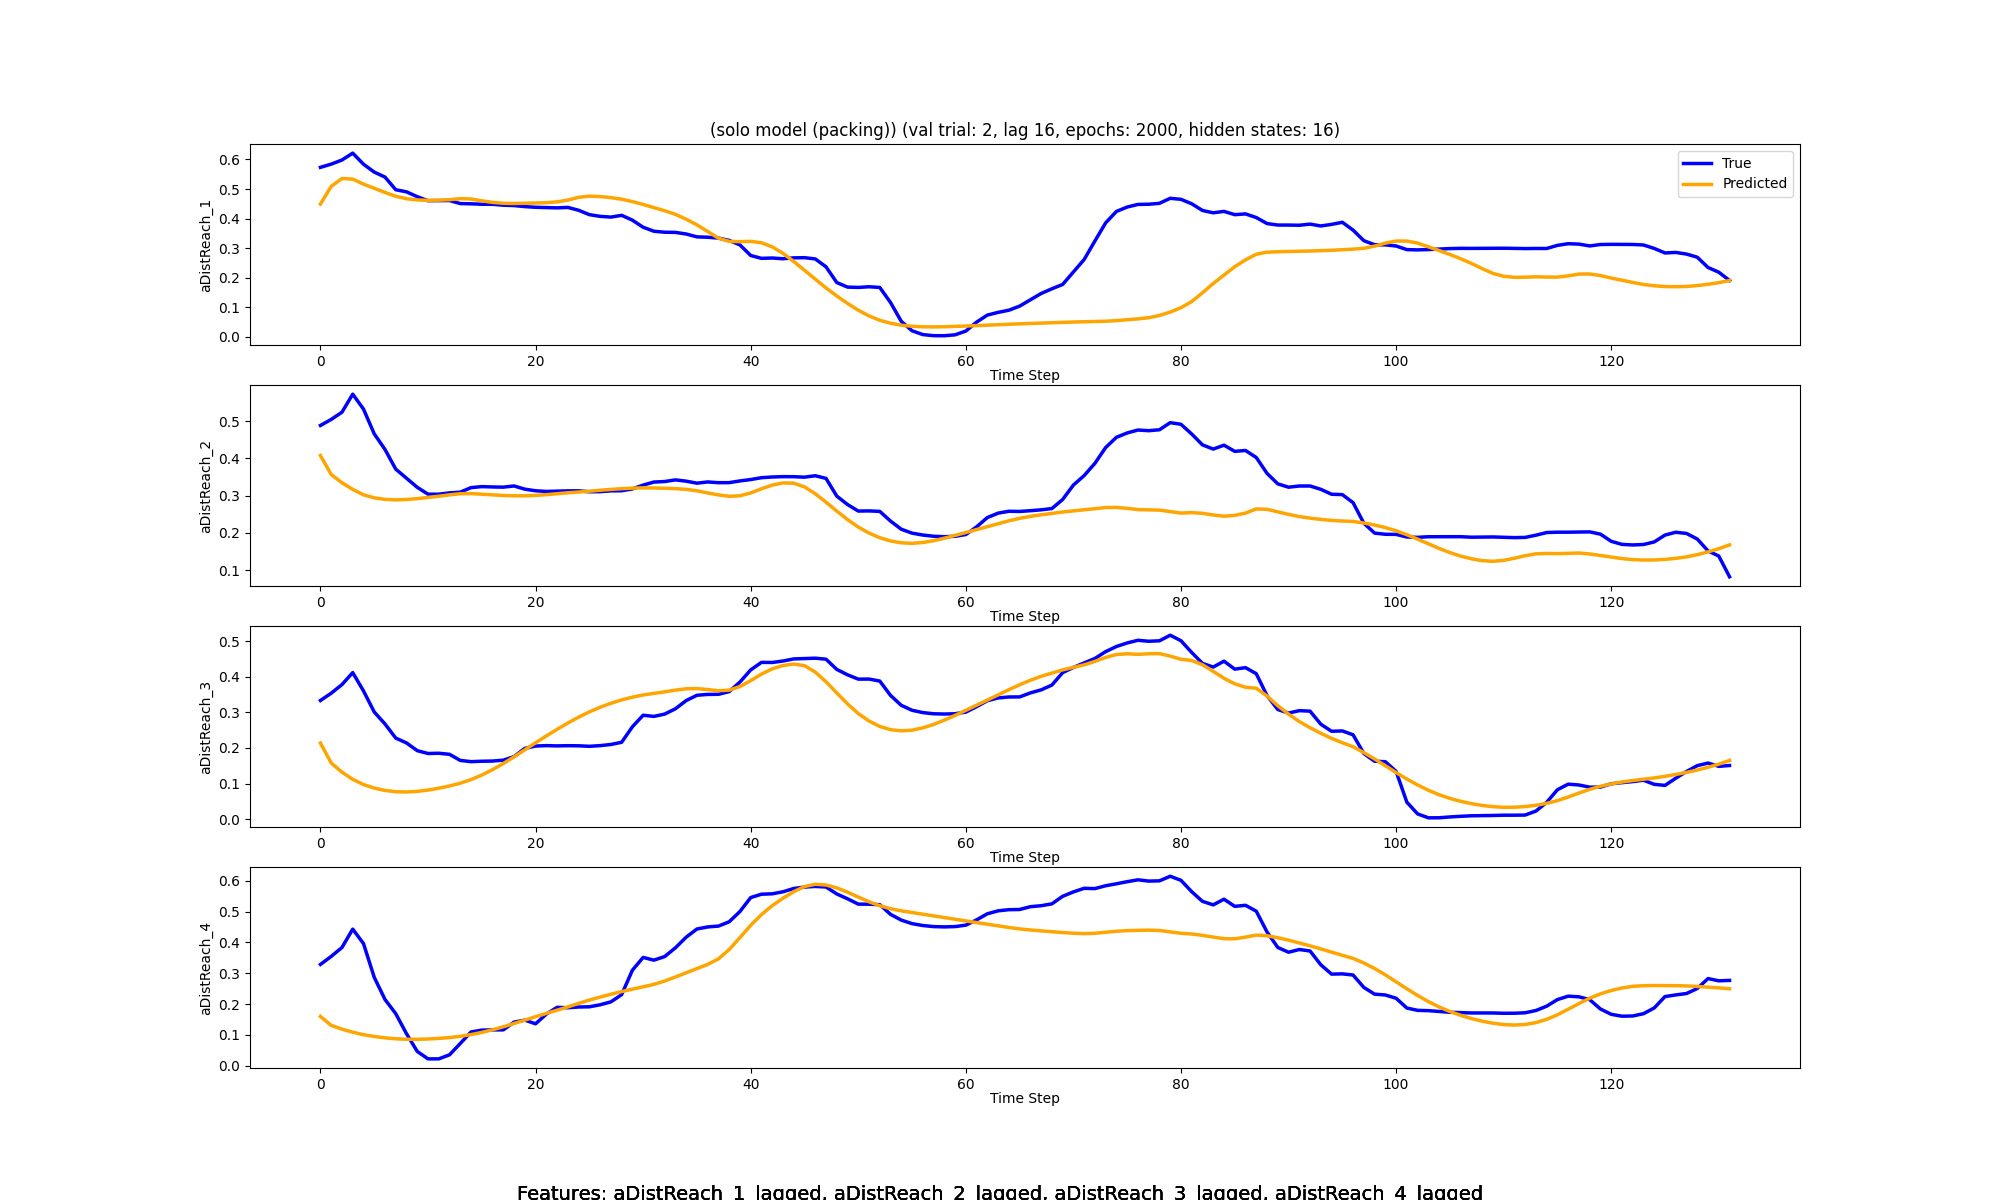 (solo model (packing)) (val trial: 2, lag 16, epochs: 2000, hidden states: 16)
True
Predicted
aDistReach_1
0.6
0.5
0.4
0.3
0.2
0.1
0.0
0 20 40 60 80 100 120
Time Step
aDistReach_2
0.5
0.4
0.3
0.2
0.1
0 20 40 60 80 100 120
Time Step
aDistReach_3
0.5
0.4
0.3
0.2
0.1
0.0
0 20 40 60 80 100 120
Time Step
aDistReach_4
0.6
0.5
0.4
0.3
0.2
0.1
0.0
0 20 40 60 80 100 120
Time Step
Features: aDistReach_1_lagged, aDistReach_2_lagged, aDistReach_3_lagged, aDistReach_4_lagged